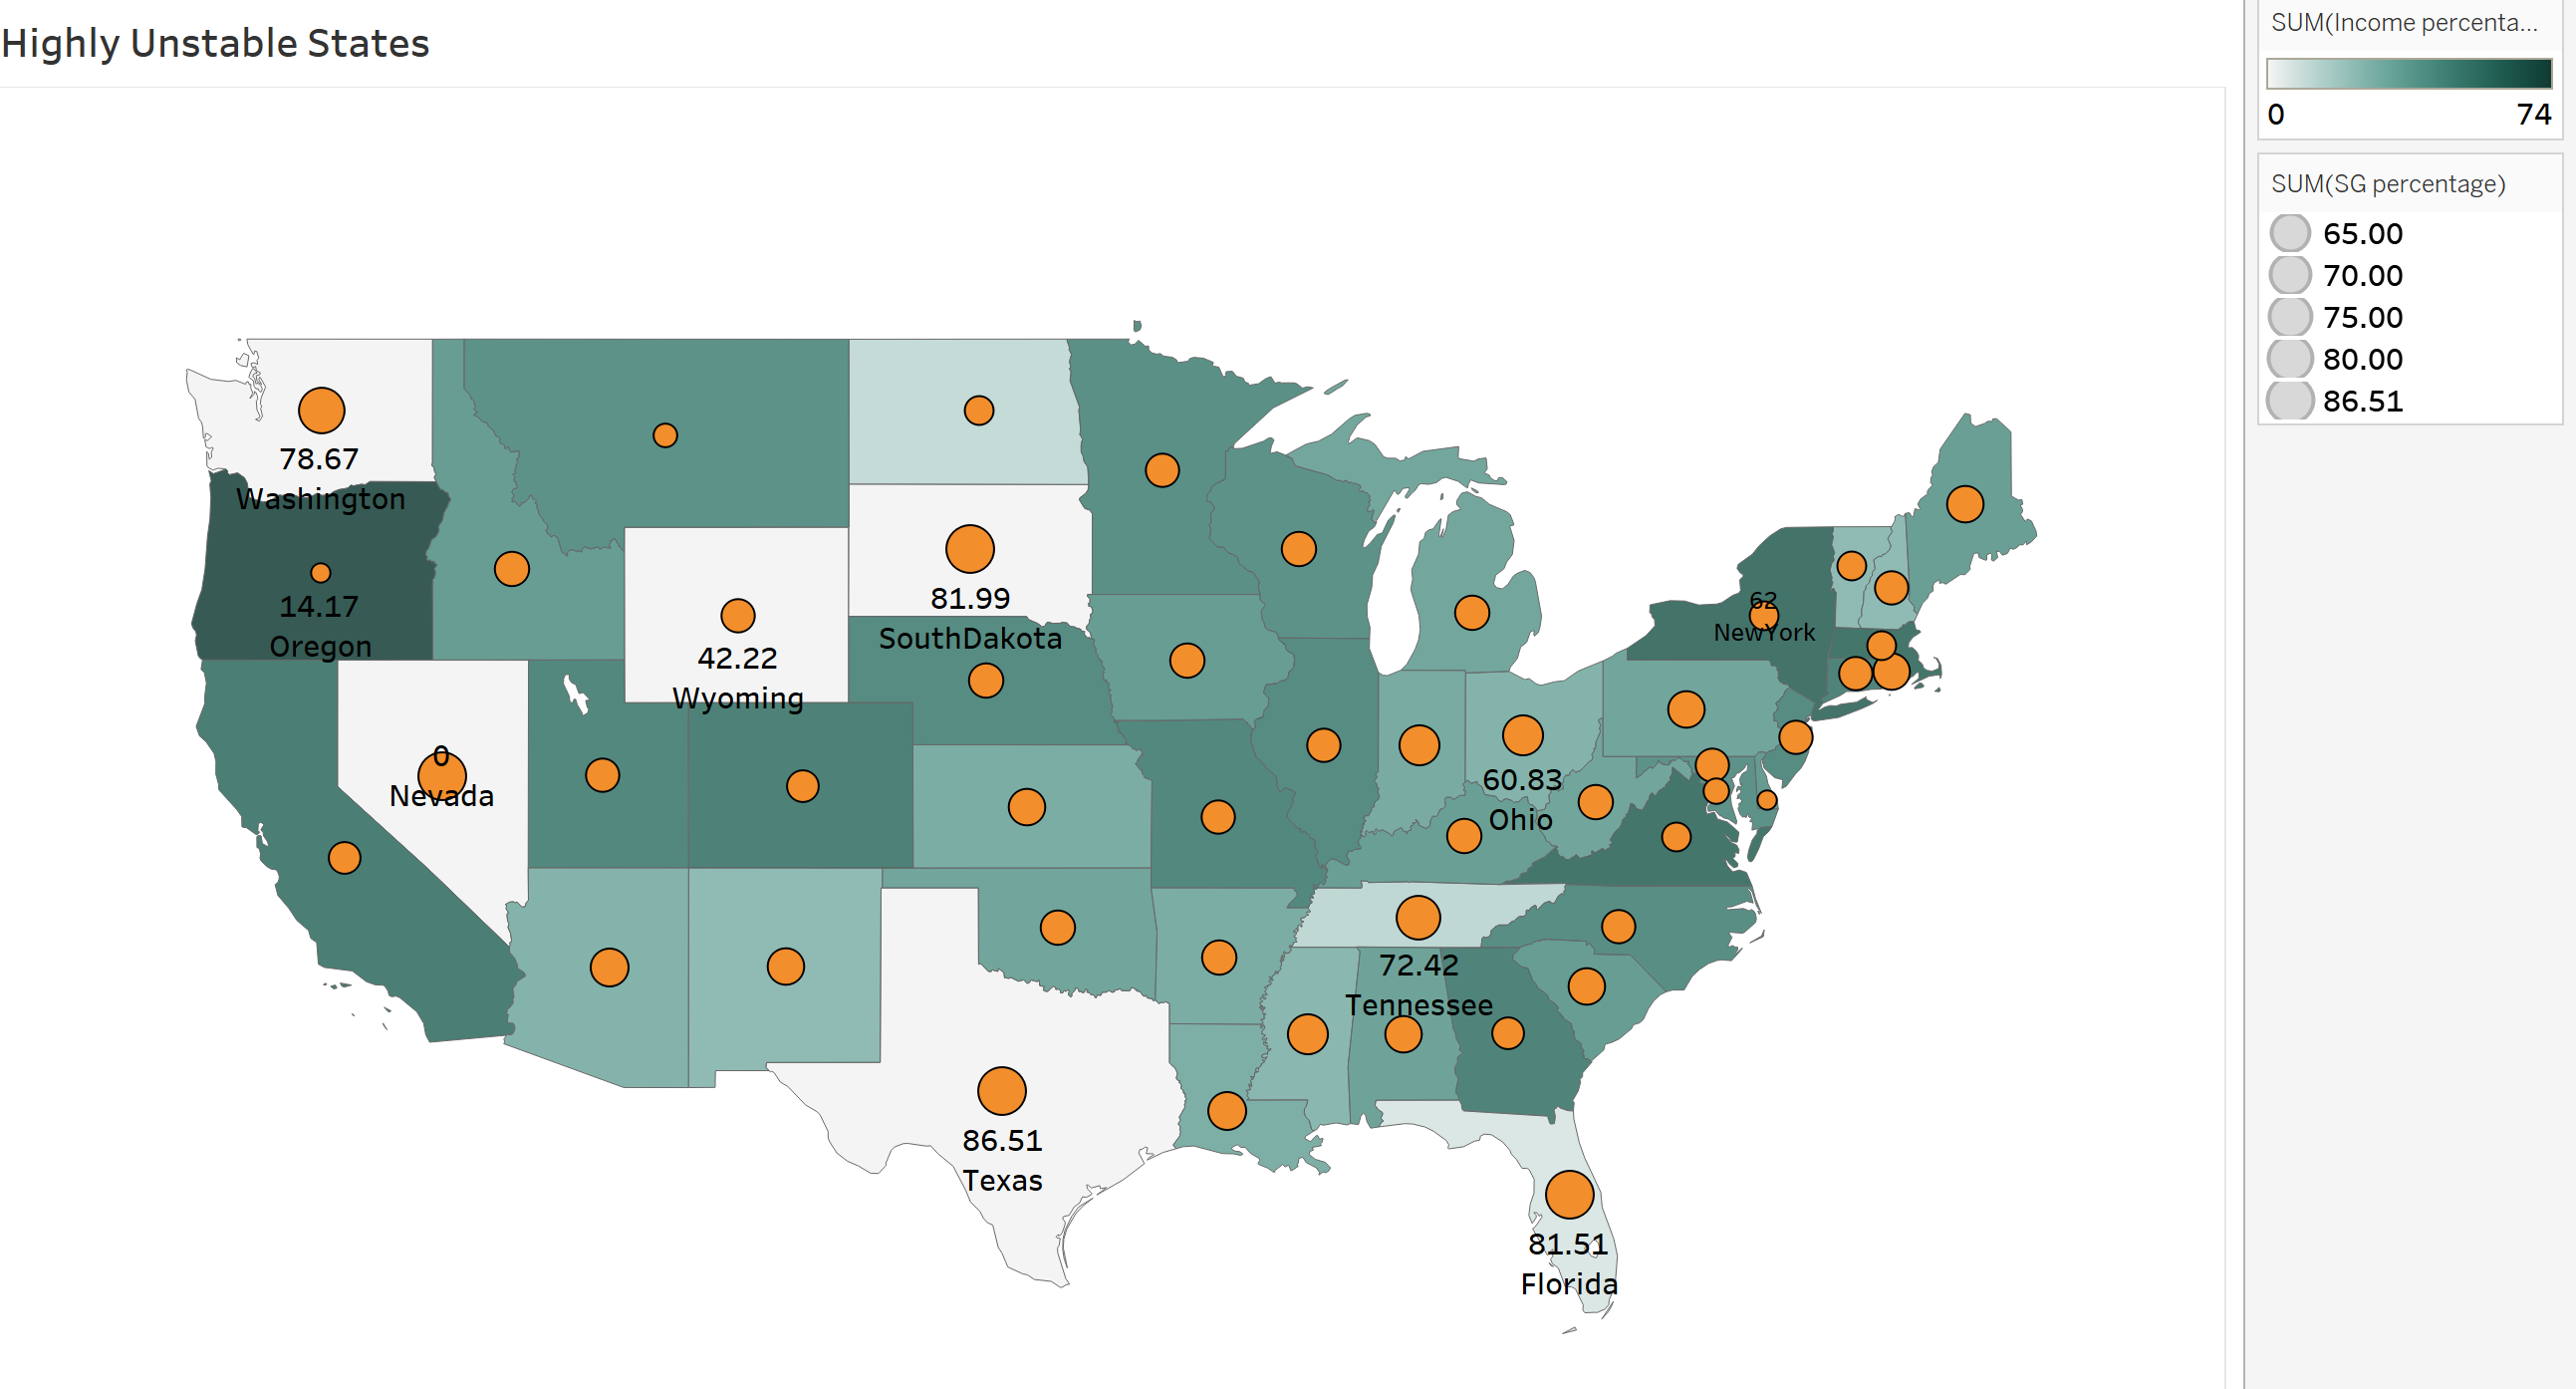 Highly Unstable States
SUM(Income percenta...
0
74
SUM(SG percentage)
65.00
70.00
75.00
80.00
86.51
78.67
Washington
14.17
Oregon
81.99
SouthDakota
42.22
Wyoming
62
NewYork
0
Nevada
60.83
Ohio
72.42
Tennessee
86.51
Texas
81.51
Florida